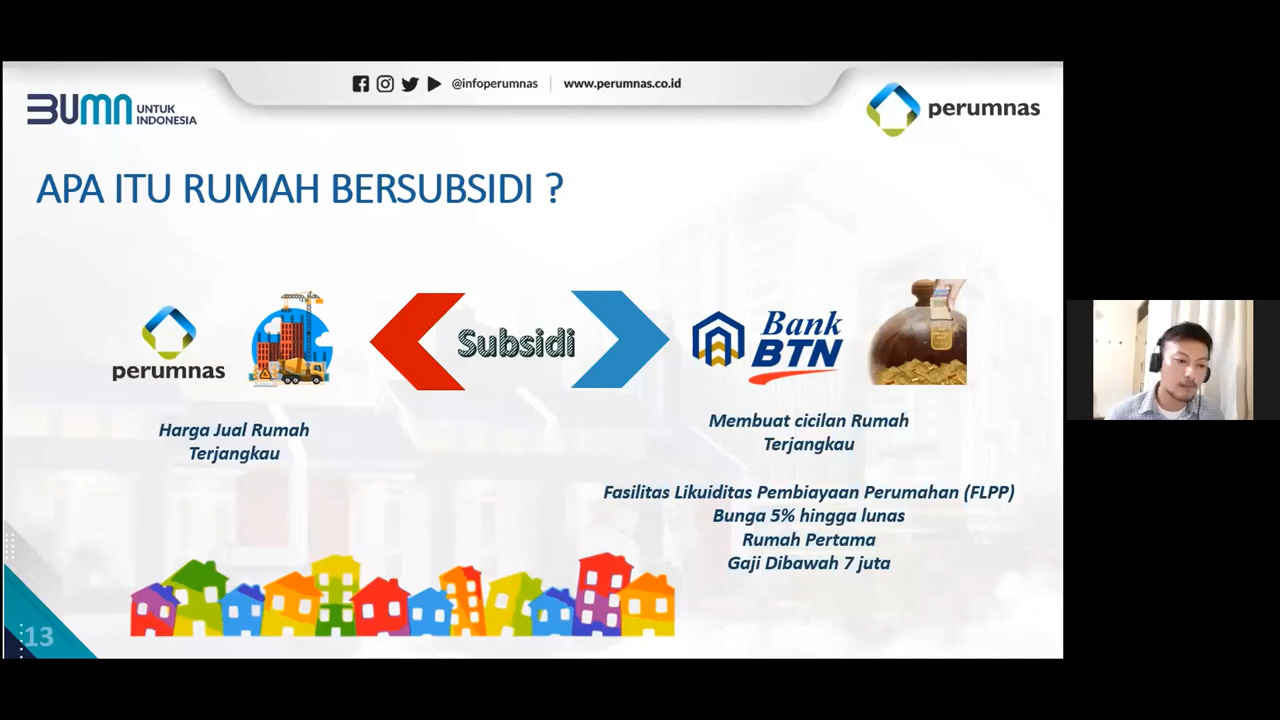 @infoperumnas
www.perumnas.co.id
BUMN UNTUK
INDONESIA
perumnas
APA ITU RUMAH BERSUBSIDI ?
perumnas
Subsidi
Bank
BTN
Harga Jual Rumah
Terjangkau
Membuat cicilan Rumah
Terjangkau
Fasilitas Likuiditas Pembiayaan Perumahan (FLPP)
Bunga 5% hingga lunas
Rumah Pertama
Gaji Dibawah 7 juta
13